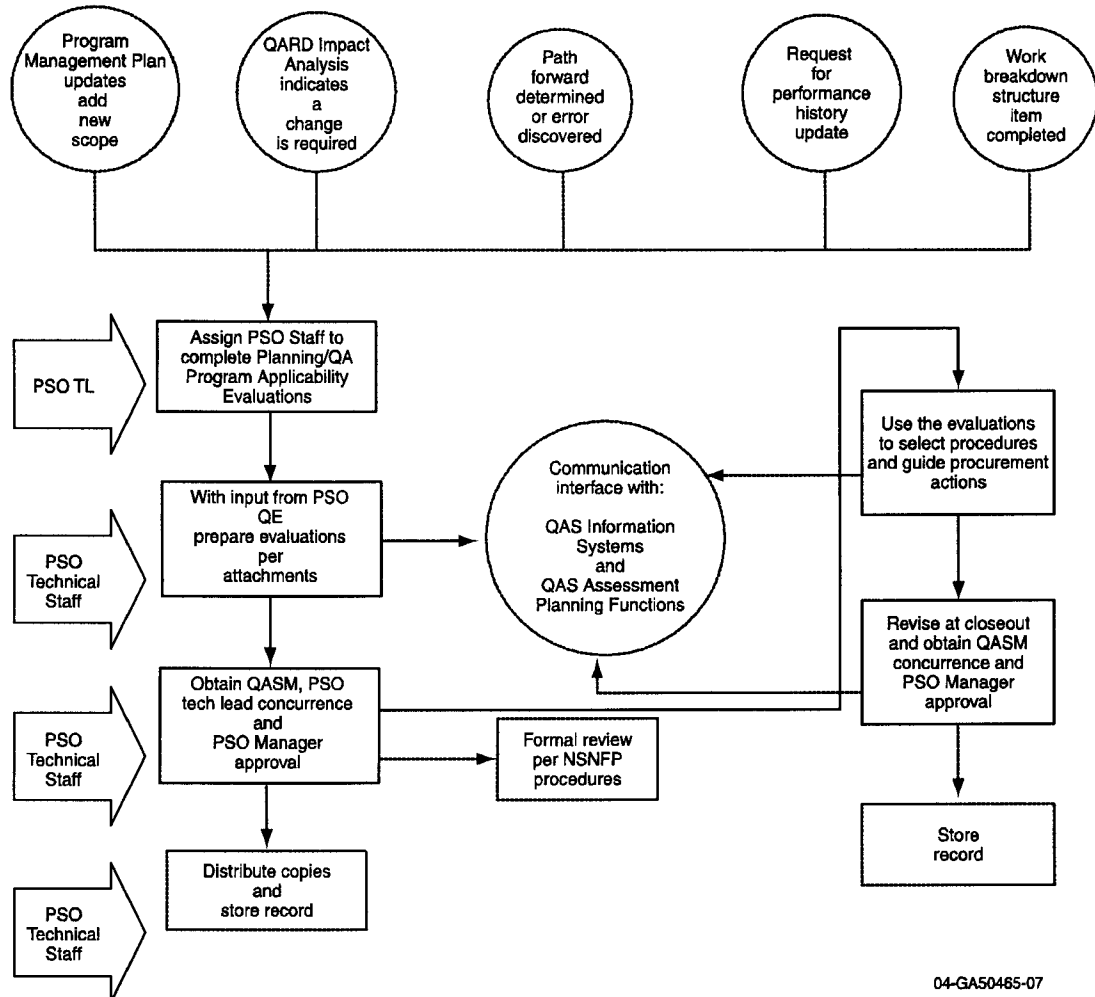 Program
Management Plan
updates
add
new
scope
QARD Impact
Analysis
indicates
a
change
is required
Path
forward
determined
or error
discovered
Request
for
performance
history
update
Work
breakdown
structure
item
completed
PSO TL
Assign PSO Staff to
complete Planning/QA
Program Applicability
Evaluations
PSO
Technical
Staff
With input from PSO
QE
prepare evaluations
per
attachments
Communication
interface with:
QAS Information
Systems
and
QAS Assessment
Planning Functions
Use the evaluations
to select procedures
and guide procurement
actions
PSO
Technical
Staff
Obtain QASM, PSO
tech lead concurrence
and
PSO Manager
approval
Formal review
per NSNFP
procedures
Revise at closeout
and obtain QASM
concurrence and
PSO Manager
approval
PSO
Technical
Staff
Distribute copies
and
store record
Store
record
04-GA50465-07